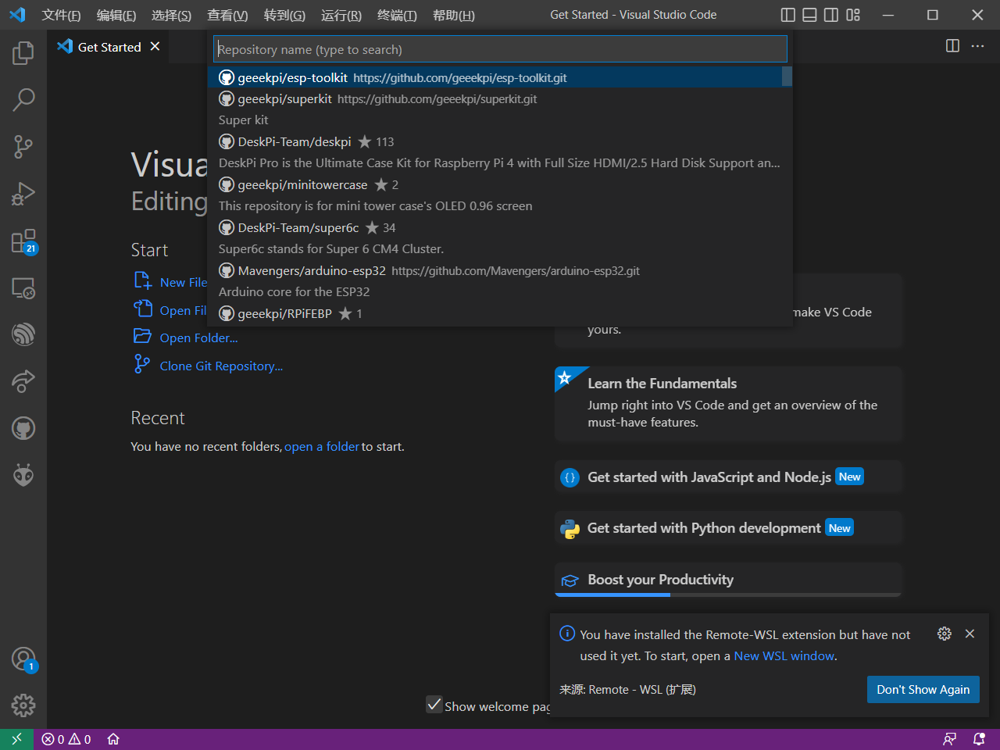 文件(F) 编辑(E) 选择(S) 查看(V) 转到(G) 运行(R) 终端(T) 帮助(H) Get Started - Visual Studio Code
Get Started
Repository name (type to search)
geeekpi/esp-toolkit https://github.com/geeekpi/esp-toolkit.git
geeekpi/superkit https://github.com/geeekpi/superkit.git
Super kit
DeskPi-Team/deskpi ★ 113
DeskPi Pro is the Ultimate Case Kit for Raspberry Pi 4 with Full Size HDMI/2.5 Hard Disk Support an...
geeekpi/minitowercase ★ 2
This repository is for mini tower case's OLED 0.96 screen
DeskPi-Team/super6c ★ 34
Super6c stands for Super 6 CM4 Cluster.
Mavengers/arduino-esp32 https://github.com/Mavengers/arduino-esp32.git
Arduino core for the ESP32
geeekpi/RPiFEBP ★ 1
Visua
Editing
Start
New File
Open Fil
Open Folder...
Clone Git Repository...
Recent
You have no recent folders, open a folder to start.
make VS Code
yours.
Learn the Fundamentals
Jump right into VS Code and get an overview of the
must-have features.
Get started with JavaScript and Node.js New
Get started with Python development New
Boost your Productivity
You have installed the Remote-WSL extension but have not
used it yet. To start, open a New WSL window.
来源: Remote - WSL (扩展)
Don't Show Again
Show welcome pag
21
1
0 0